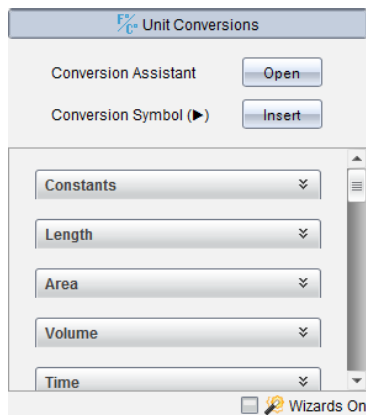 F°/C° Unit Conversions
Conversion Assistant Open
Conversion Symbol (▶) Insert
Constants
Length
Area
Volume
Time
Wizards On